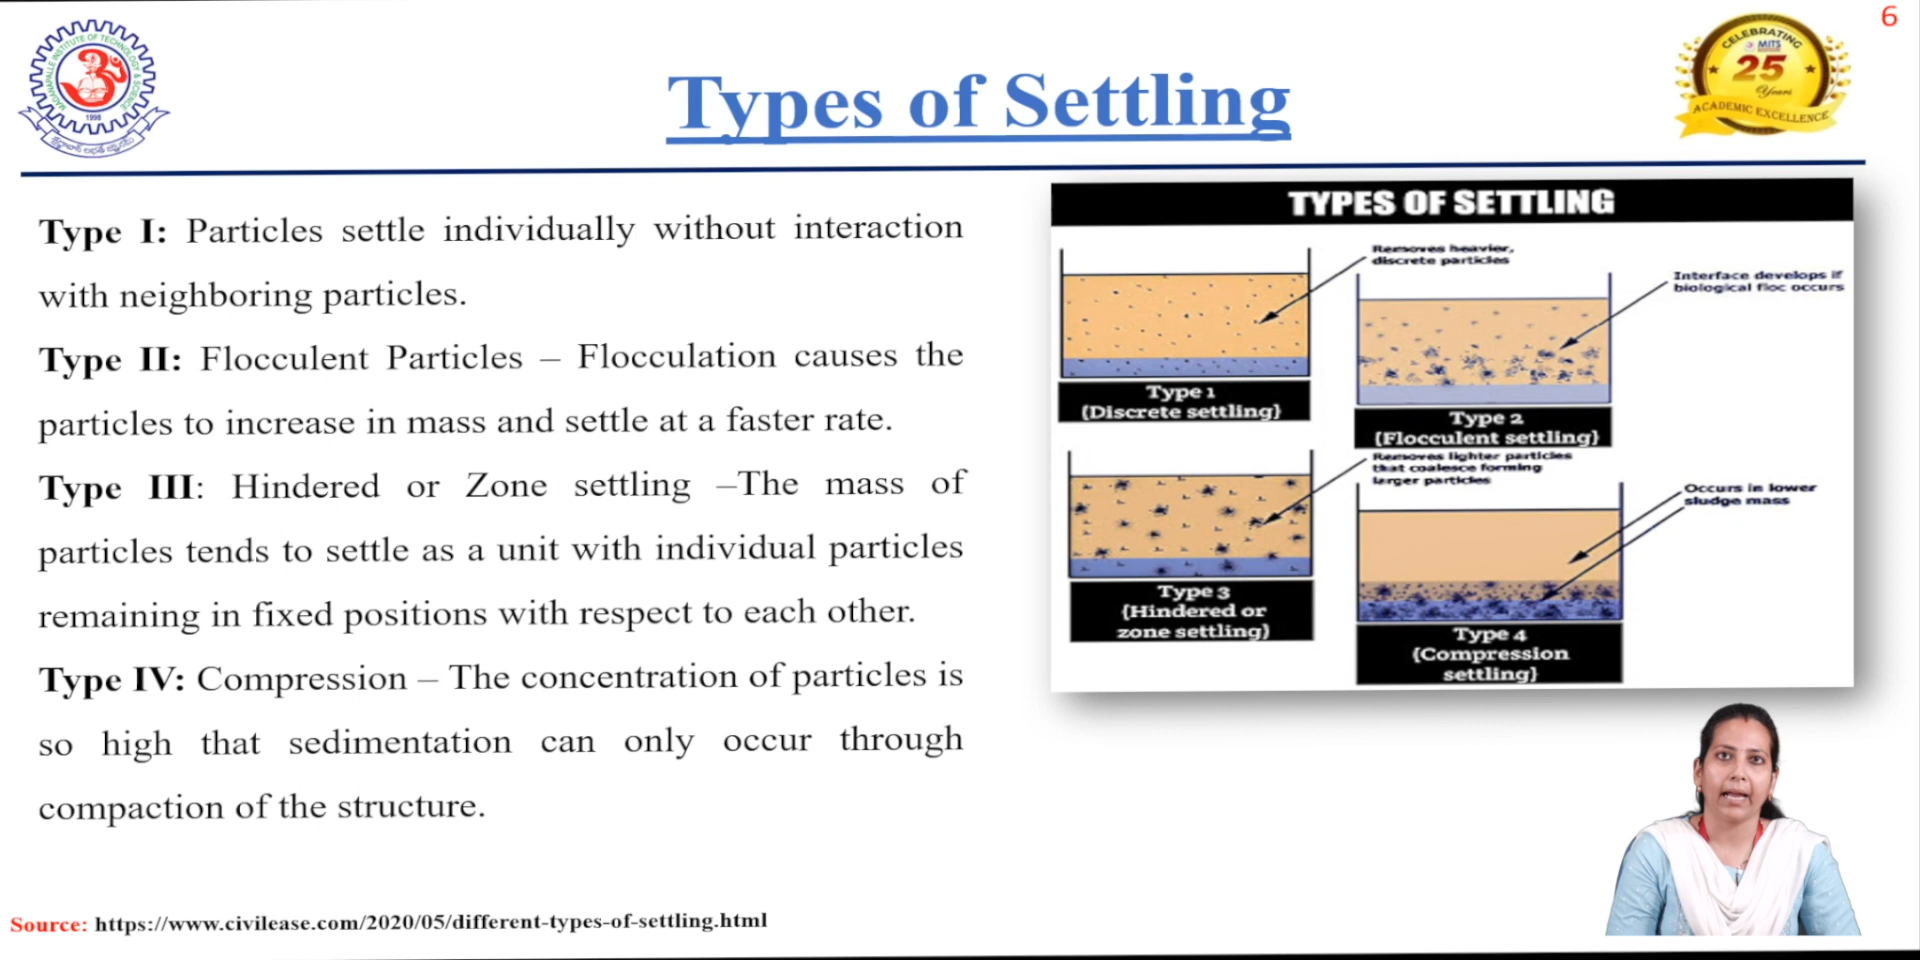 6
MADANAPALLE INSTITUTE OF TECHNOLOGY & SCIENCE
1998
CELEBRATING
MITS
25
Years
ACADEMIC EXCELLENCE
Types of Settling
Type I: Particles settle individually without interaction
with neighboring particles.
Type II: Flocculent Particles – Flocculation causes the
particles to increase in mass and settle at a faster rate.
Type III: Hindered or Zone settling –The mass of
particles tends to settle as a unit with individual particles
remaining in fixed positions with respect to each other.
Type IV: Compression – The concentration of particles is
so high that sedimentation can only occur through
compaction of the structure.
TYPES OF SETTLING
Removes heavier,
discrete particles
Interface develops if
biological floc occurs
Type 1
(Discrete settling)
Type 2
(Flocculent settling)
Removes lighter particles
that coalesce forming
larger particles
Occurs in lower
sludge mass
Type 3
(Hindered or
zone settling)
Type 4
(Compression
settling)
Source: https://www.civilease.com/2020/05/different-types-of-settling.html